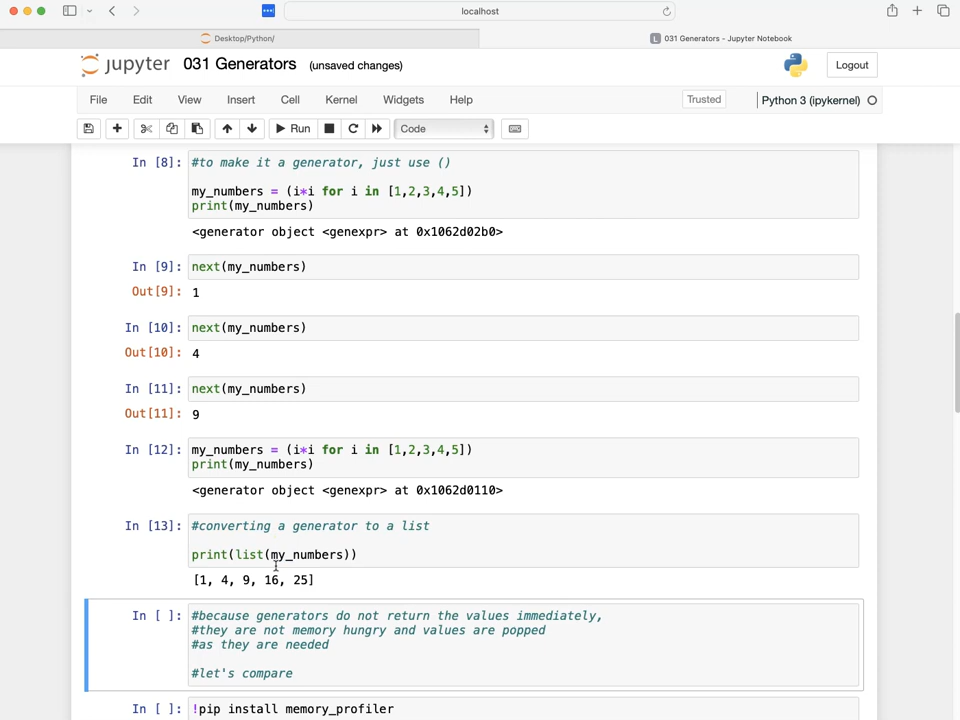 localhost
Desktop/Python/
L 031 Generators - Jupyter Notebook
jupyter 031 Generators (unsaved changes)
Logout
File Edit View Insert Cell Kernel Widgets Help
Trusted
Python 3 (ipykernel)
Run
Code
In [8]: #to make it a generator, just use ()
my_numbers = (i*i for i in [1,2,3,4,5])
print(my_numbers)
<generator object <genexpr> at 0x1062d02b0>
In [9]: next(my_numbers)
Out[9]: 1
In [10]: next(my_numbers)
Out[10]: 4
In [11]: next(my_numbers)
Out[11]: 9
In [12]: my_numbers = (i*i for i in [1,2,3,4,5])
print(my_numbers)
<generator object <genexpr> at 0x1062d0110>
In [13]: #converting a generator to a list
print(list(my_numbers))
[1, 4, 9, 16, 25]
In [ ]: #because generators do not return the values immediately,
#they are not memory hungry and values are popped
#as they are needed
#let's compare
In [ ]: !pip install memory_profiler